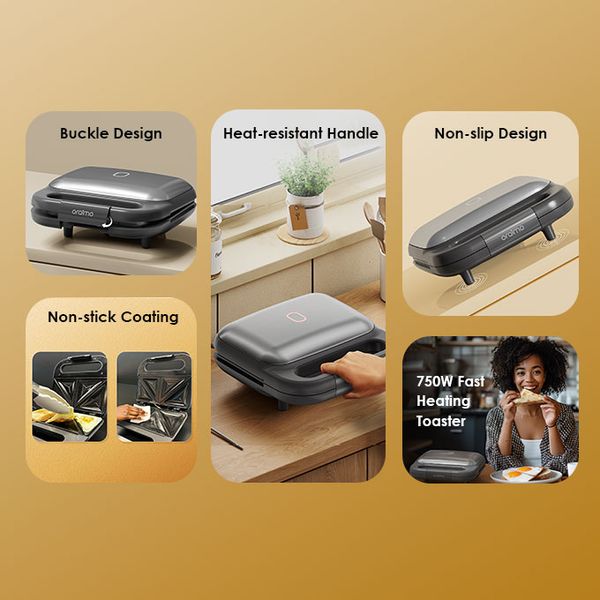 Buckle Design
oraimo
Heat-resistant Handle
Non-slip Design
oraimo
Non-stick Coating
750W Fast
Heating
Toaster